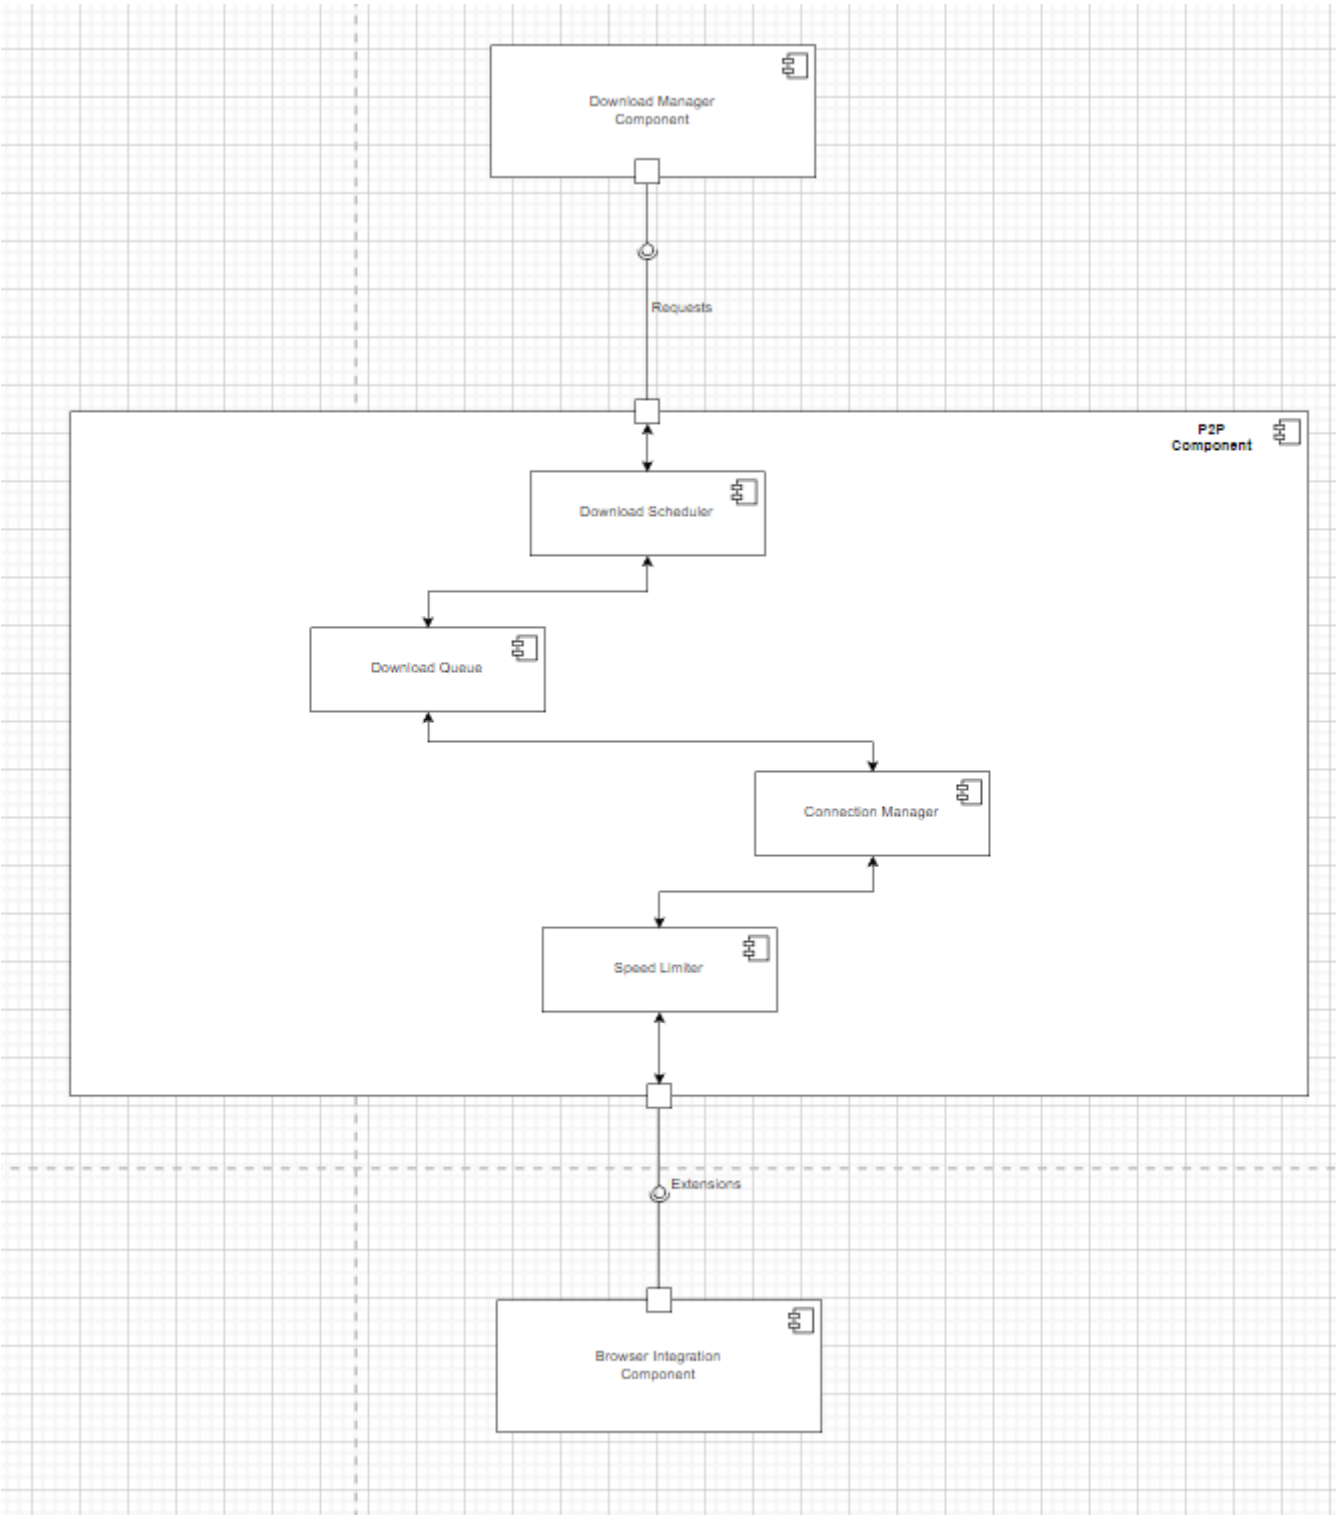 Download Manager
Component
Requests
P2P
Component
Download Scheduler
Download Queue
Connection Manager
Speed Limiter
Extensions
Browser Integration
Component